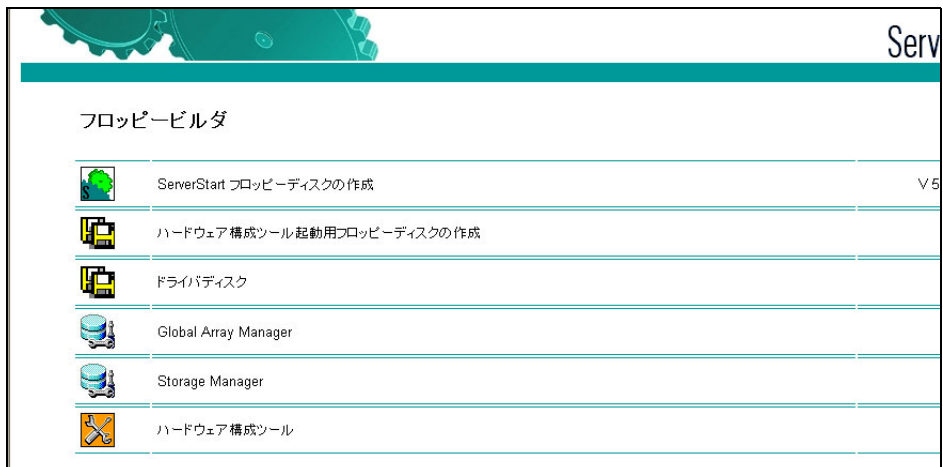 Serv
フロッピービルダ
ServerStart フロッピーディスクの作成 V5
ハードウェア構成ツール起動用フロッピーディスクの作成
ドライバディスク
Global Array Manager
Storage Manager
ハードウェア構成ツール